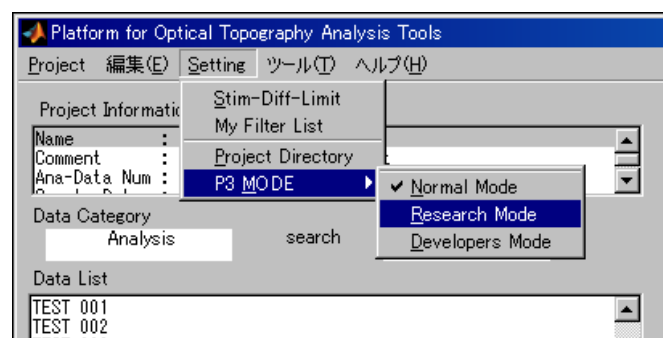 Platform for Optical Topography Analysis Tools
Project 編集(E) Setting ツール(T) ヘルプ(H)
Stim-Diff-Limit
My Filter List
Project Directory
P3 MODE
Normal Mode
Research Mode
Developers Mode
Project Informatio
Name :
Comment :
Ana-Data Num :
Data Category
Analysis search
Data List
TEST 001
TEST 002